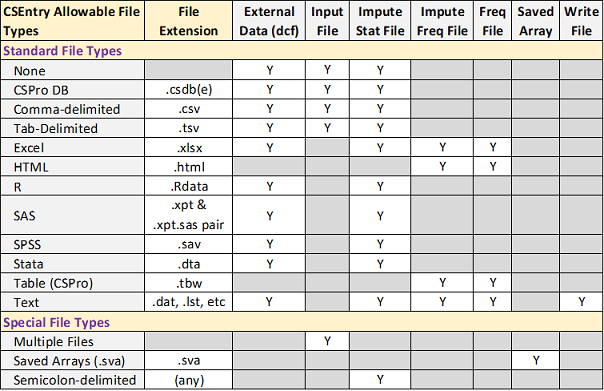 CSEntry Allowable File Types File Extension External Data (dcf) Input File Impute Stat File Impute Freq File Freq File Saved Array Write File
Standard File Types
None Y Y Y
CSPro DB .csdb(e) Y Y Y
Comma-delimited .csv Y Y Y
Tab-Delimited .tsv Y Y Y
Excel .xlsx Y Y Y Y
HTML .html Y Y
R .Rdata Y Y
SAS .xpt & .xpt.sas pair Y Y
SPSS .sav Y Y
Stata .dta Y Y
Table (CSPro) .tbw Y Y
Text .dat, .lst, etc Y Y Y Y Y
Special File Types
Multiple Files Y
Saved Arrays (.sva) .sva Y
Semicolon-delimited (any) Y